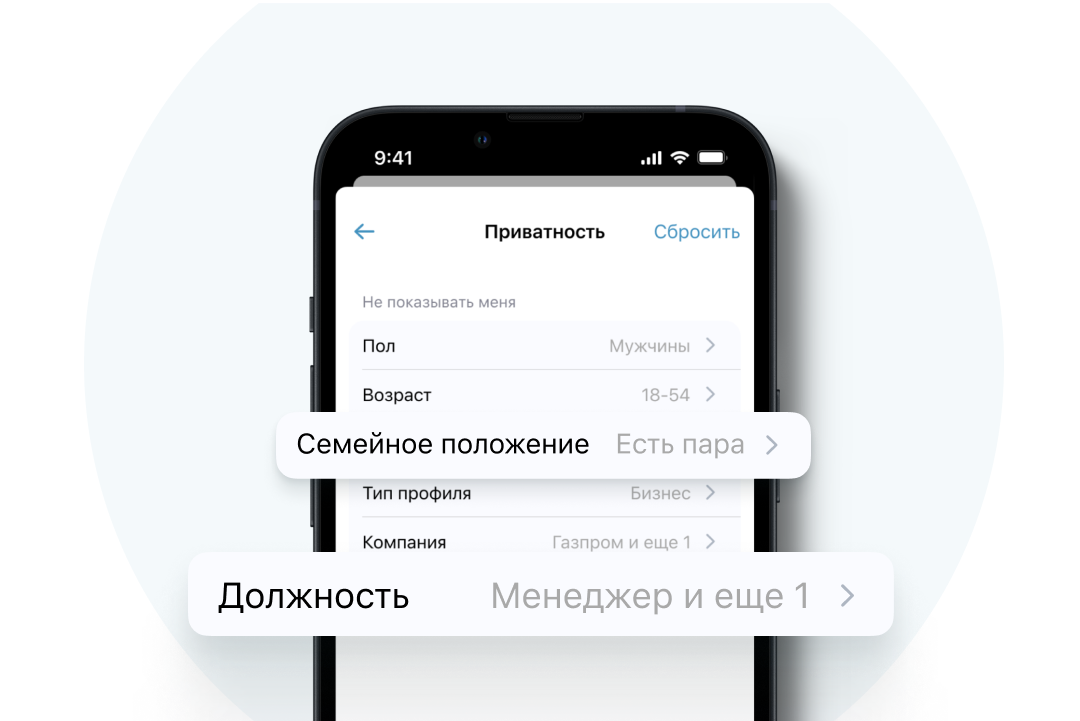 9:41
Приватность Сбросить
Не показывать меня
Пол Мужчины
Возраст 18-54
Семейное положение Есть пара
Тип профиля Бизнес
Компания Газпром и еще 1
Должность Менеджер и еще 1